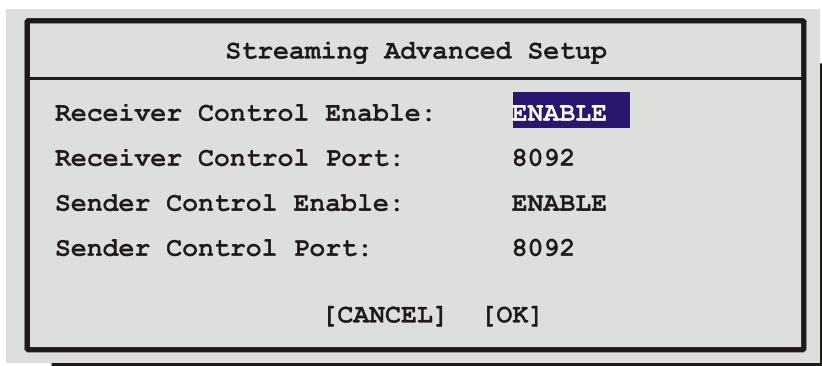 Streaming Advanced Setup
Receiver Control Enable: ENABLE
Receiver Control Port: 8092
Sender Control Enable: ENABLE
Sender Control Port: 8092
[CANCEL] [OK]